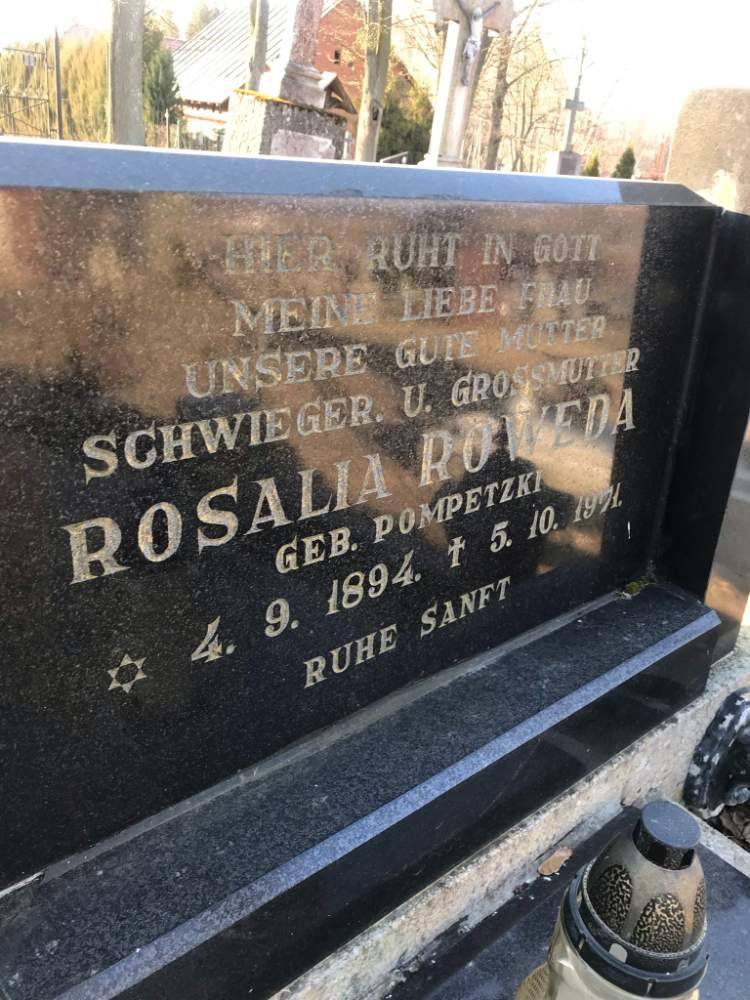 HIER RUHT IN GOTT
MEINE LIEBE FRAU
UNSERE GUTE MUTTER
SCHWIEGER. U. GROSSMUTTER
ROSALIA ROWEDA
GEB. POMPETZKI
✡ 4. 9. 1894. † 5. 10. 1971.
RUHE SANFT